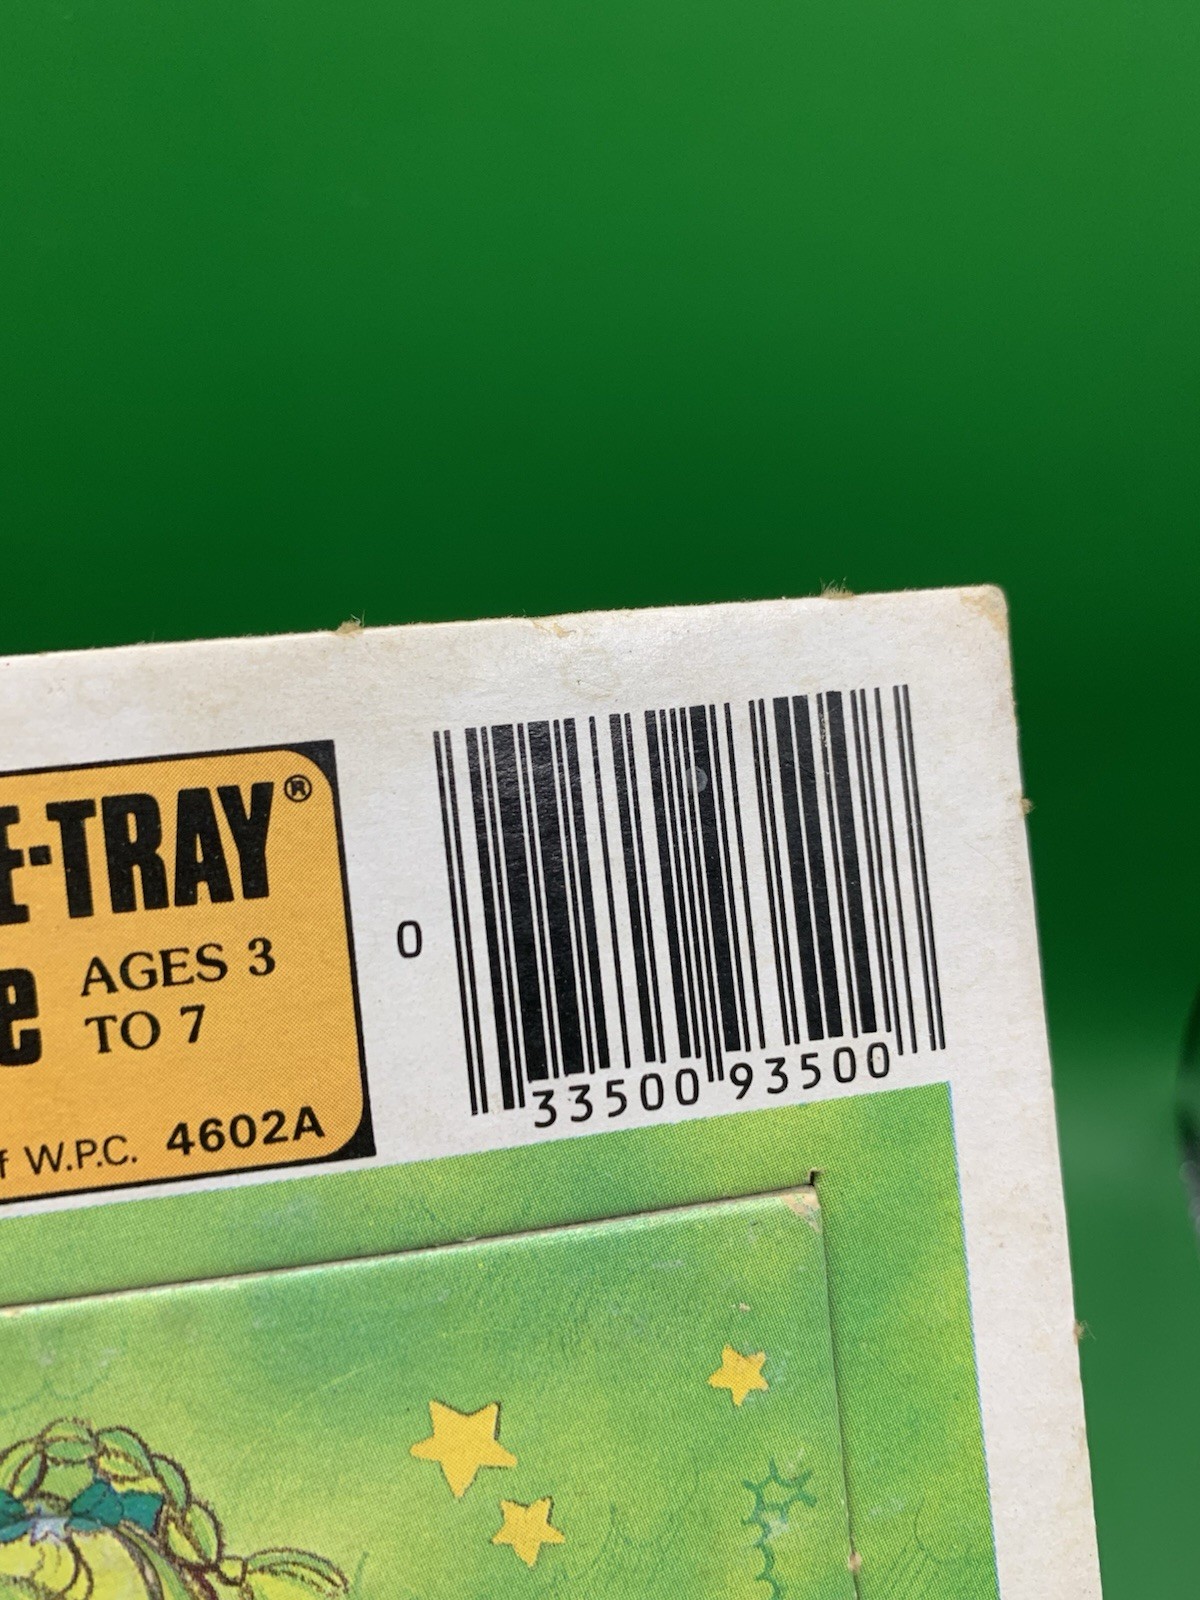 E-TRAY®
e AGES 3
TO 7
f W.P.C. 4602A
0 33500 93500